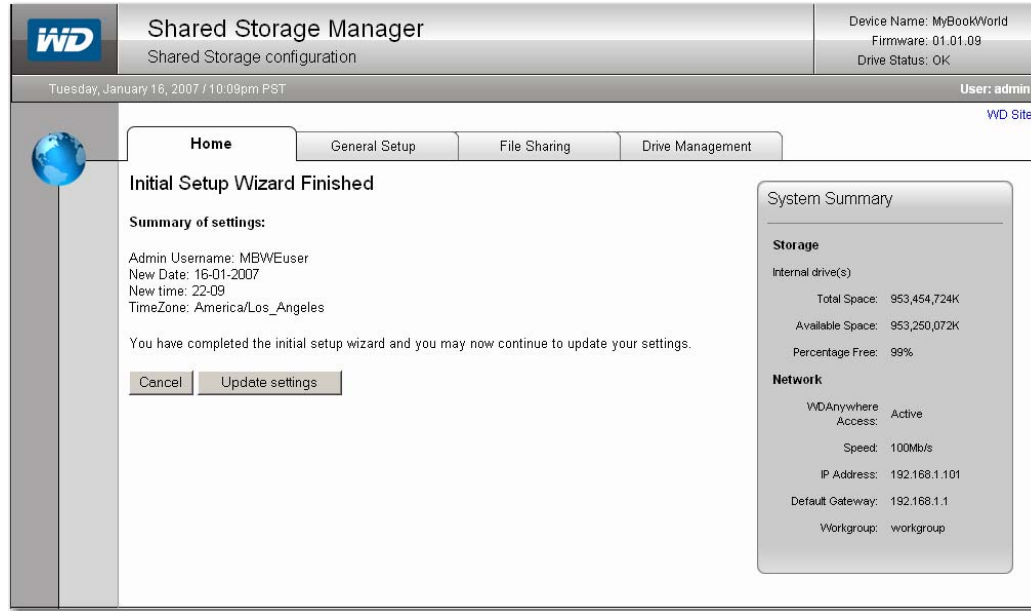 WD
Shared Storage Manager
Shared Storage configuration
Device Name: MyBookWorld
Firmware: 01.01.09
Drive Status: OK
Tuesday, January 16, 2007 / 10:09pm PST
User: admin
WD Site
Home
General Setup
File Sharing
Drive Management
Initial Setup Wizard Finished
Summary of settings:
Admin Username: MBWEuser
New Date: 16-01-2007
New time: 22-09
TimeZone: America/Los_Angeles
You have completed the initial setup wizard and you may now continue to update your settings.
Cancel
Update settings
System Summary
Storage
Internal drive(s)
Total Space: 953,454,724K
Available Space: 953,250,072K
Percentage Free: 99%
Network
WDAnywhere
Access: Active
Speed: 100Mb/s
IP Address: 192.168.1.101
Default Gateway: 192.168.1.1
Workgroup: workgroup